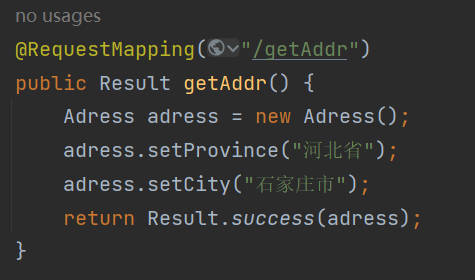 no usages
@RequestMapping("/getAddr")
public Result getAddr() {
    Adress adress = new Adress();
    adress.setProvince("河北省");
    adress.setCity("石家庄市");
    return Result.success(adress);
}